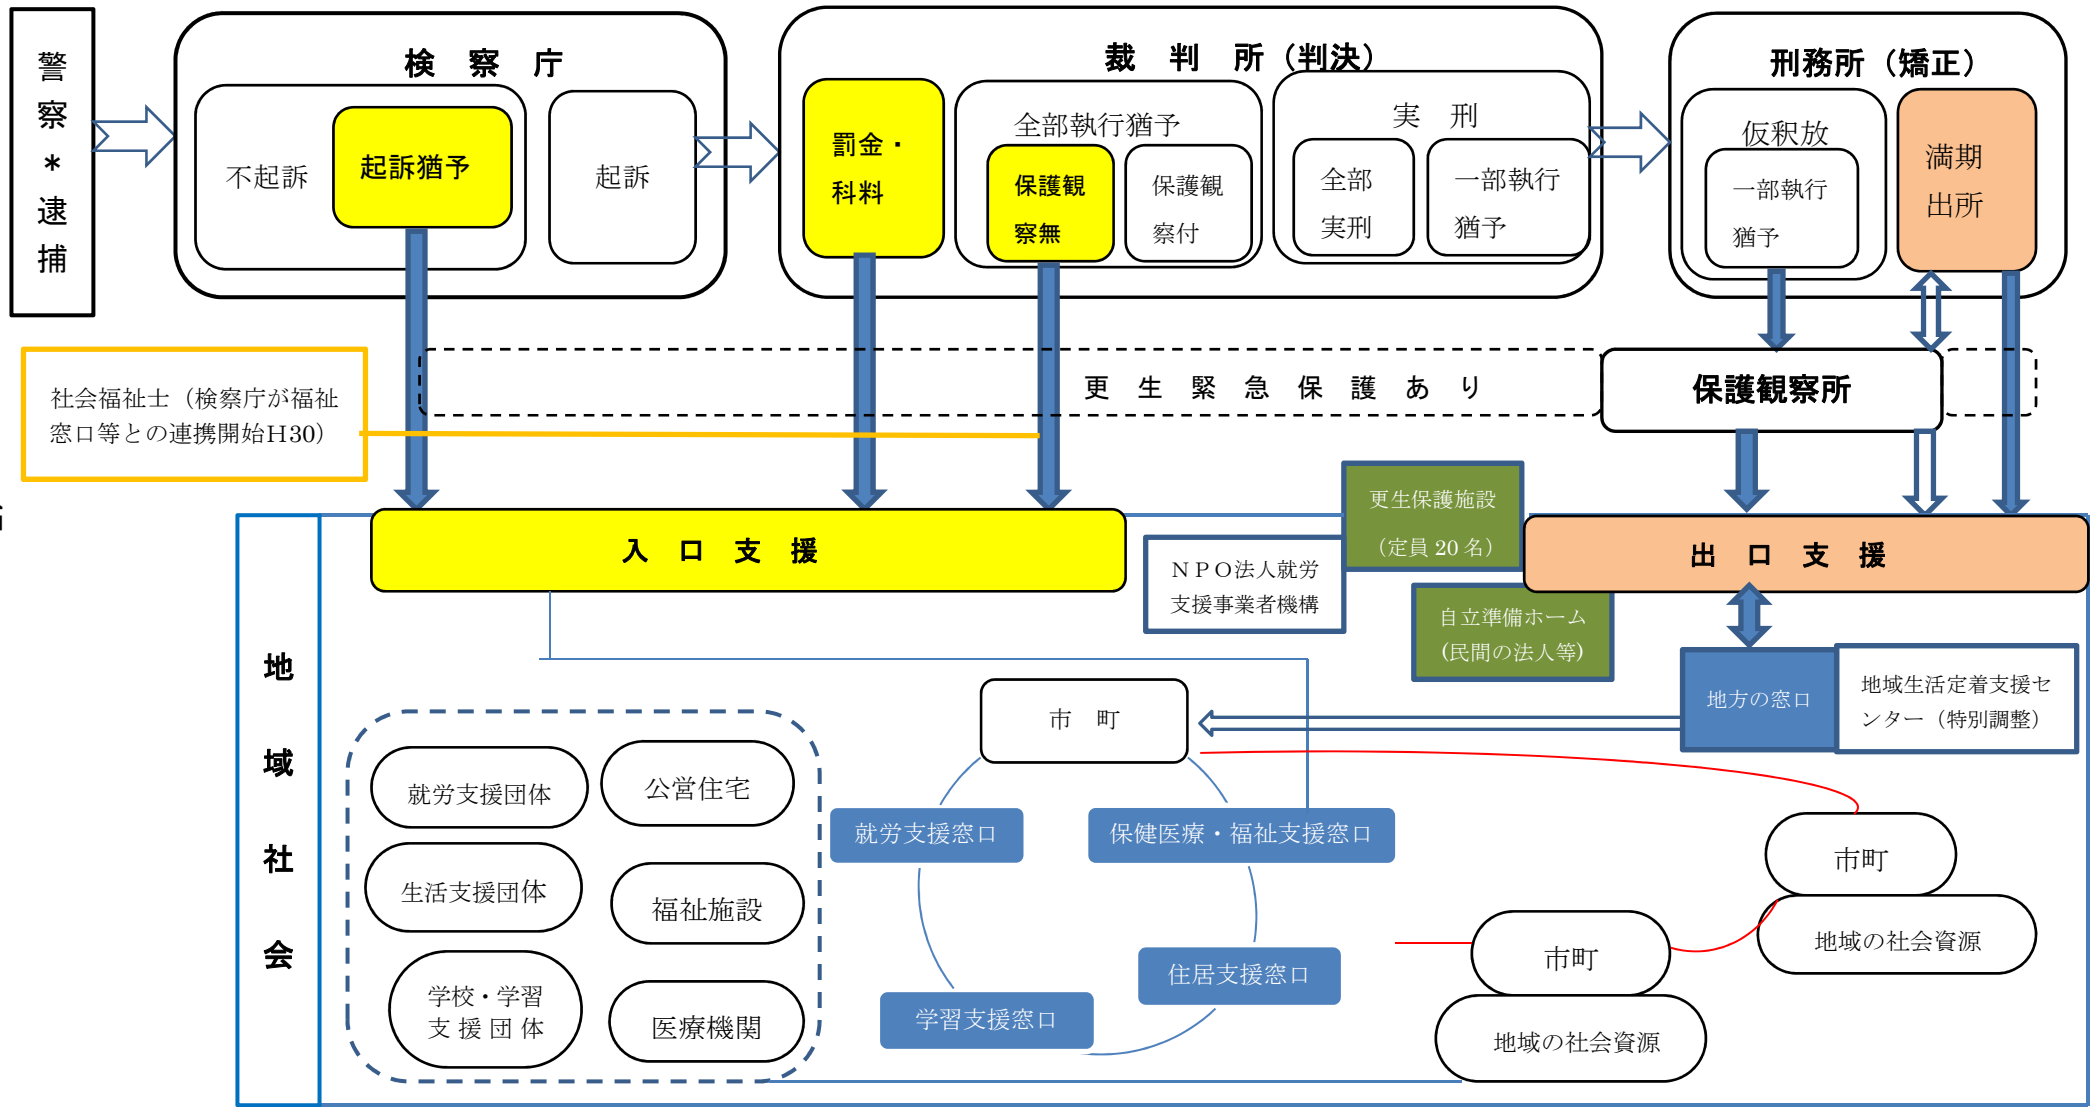 警
察
＊
逮
捕
検　察　庁
不起訴
起訴猶予
起訴
裁　判　所（判決）
罰金・
科料
全部執行猶予
保護観
察無
保護観
察付
実　刑
全部
実刑
一部執行
猶予
刑務所（矯正）
仮釈放
一部執行
猶予
満期
出所
社会福祉士（検察庁が福祉
窓口等との連携開始H30）
更生緊急保護あり
保護観察所
入　口　支　援
更生保護施設
（定員 20 名）
ＮＰＯ法人就労
支援事業者機構
自立準備ホーム
(民間の法人等)
出　口　支　援
地方の窓口
地域生活定着支援セ
ンター（特別調整）
地
域
社
会
市　町
就労支援団体
公営住宅
生活支援団体
福祉施設
学校・学習
支 援 団 体
医療機関
就労支援窓口
保健医療・福祉支援窓口
住居支援窓口
学習支援窓口
市町
地域の社会資源
市町
地域の社会資源